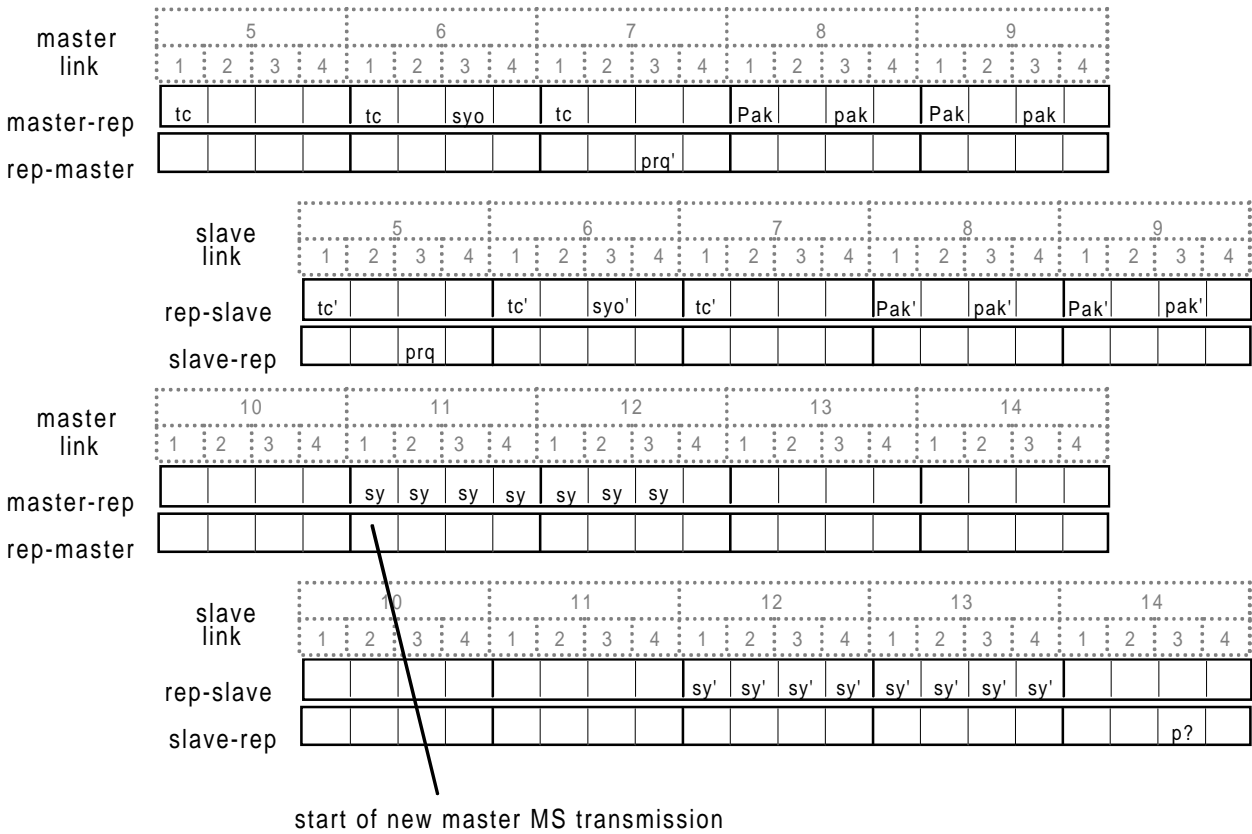 5 6 7 8 9
master link 1 2 3 4 1 2 3 4 1 2 3 4 1 2 3 4 1 2 3 4
master-rep tc tc syo tc Pak pak Pak pak
rep-master prq'
5 6 7 8 9
slave link 1 2 3 4 1 2 3 4 1 2 3 4 1 2 3 4 1 2 3 4
rep-slave tc' tc' syo' tc' Pak' pak' Pak' pak'
slave-rep prq
10 11 12 13 14
master link 1 2 3 4 1 2 3 4 1 2 3 4 1 2 3 4 1 2 3 4
master-rep sy sy sy sy sy sy sy
rep-master
10 11 12 13 14
slave link 1 2 3 4 1 2 3 4 1 2 3 4 1 2 3 4 1 2 3 4
rep-slave sy' sy' sy' sy' sy' sy' sy' sy'
slave-rep p?
start of new master MS transmission